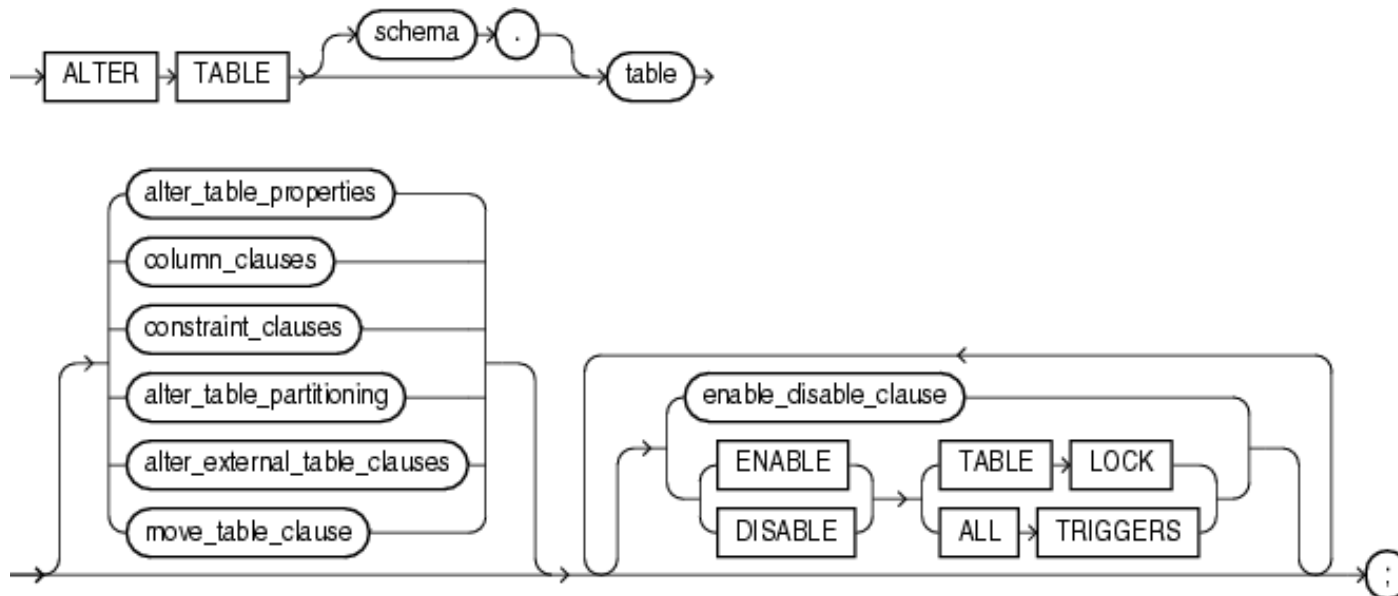 schema .
ALTER TABLE table
alter_table_properties
column_clauses
constraint_clauses
alter_table_partitioning enable_disable_clause
alter_external_table_clauses ENABLE TABLE LOCK
move_table_clause DISABLE ALL TRIGGERS
;